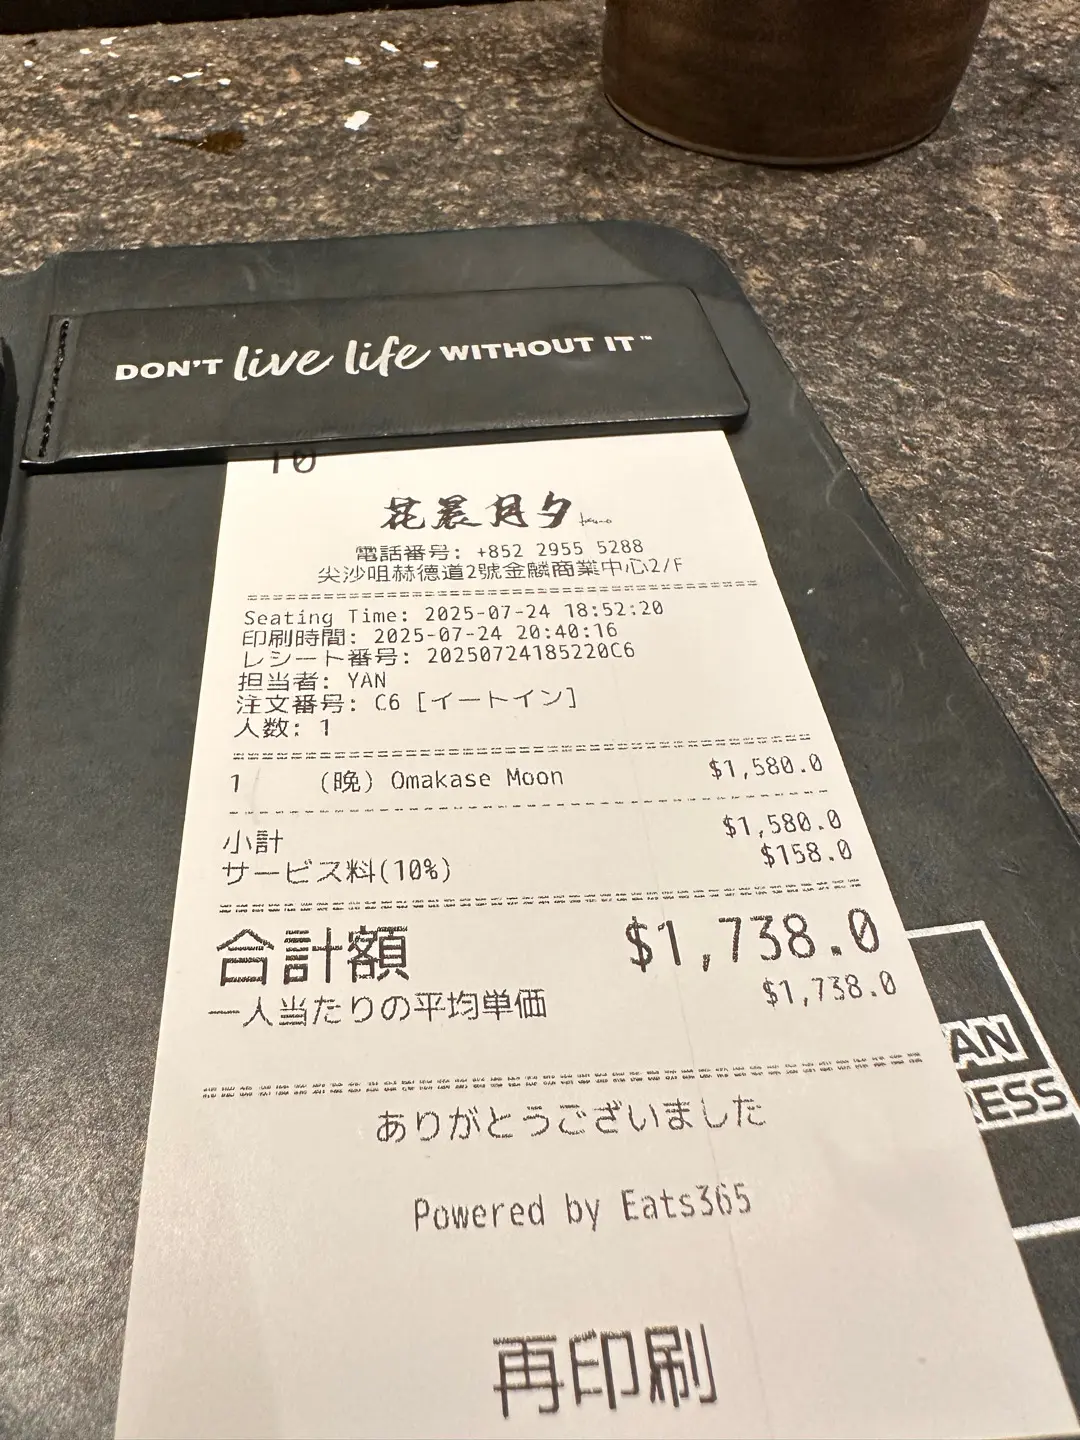 DON'T live life WITHOUT IT™
10
花晨月夕
電話番号: +852 2955 5288
尖沙咀赫德道2號金麟商業中心2/F
Seating Time: 2025-07-24 18:52:20
印刷時間: 2025-07-24 20:40:16
レシート番号: 20250724185220C6
担当者: YAN
注文番号: C6 [イートイン]
人数: 1
1 (晩) Omakase Moon $1,580.0
小計 $1,580.0
サービス料(10%) $158.0
合計額 $1,738.0
一人当たりの平均単価 $1,738.0
ありがとうございました
Powered by Eats365
再印刷
AN
RESS